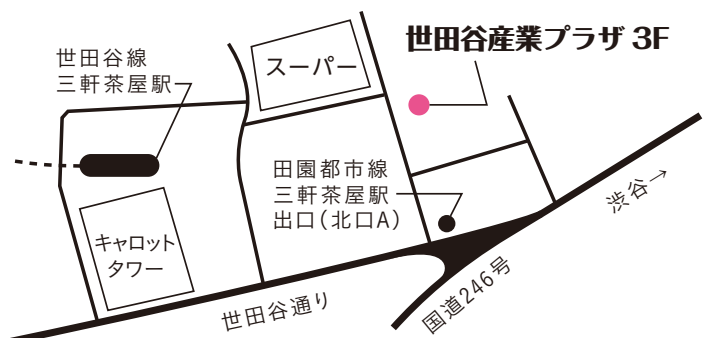 世田谷産業プラザ 3F
世田谷線
三軒茶屋駅
スーパー
田園都市線
三軒茶屋駅
出口(北口A)
渋谷→
キャロット
タワー
世田谷通り
国道246号